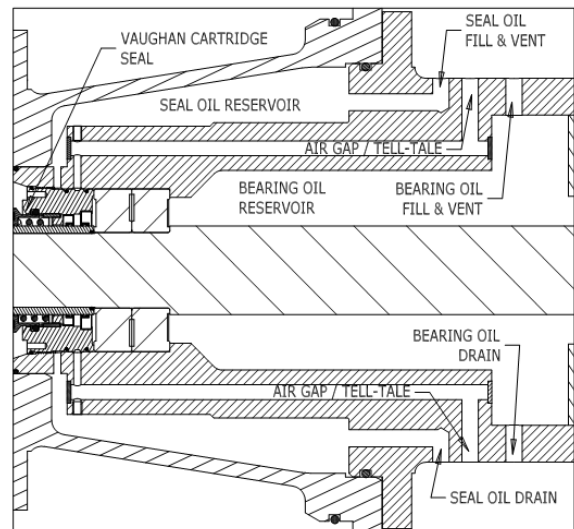 SEAL OIL
FILL & VENT
VAUGHAN CARTRIDGE
SEAL
SEAL OIL RESERVOIR
AIR GAP / TELL-TALE
BEARING OIL
RESERVOIR
BEARING OIL
FILL & VENT
BEARING OIL
DRAIN
AIR GAP / TELL-TALE
SEAL OIL DRAIN